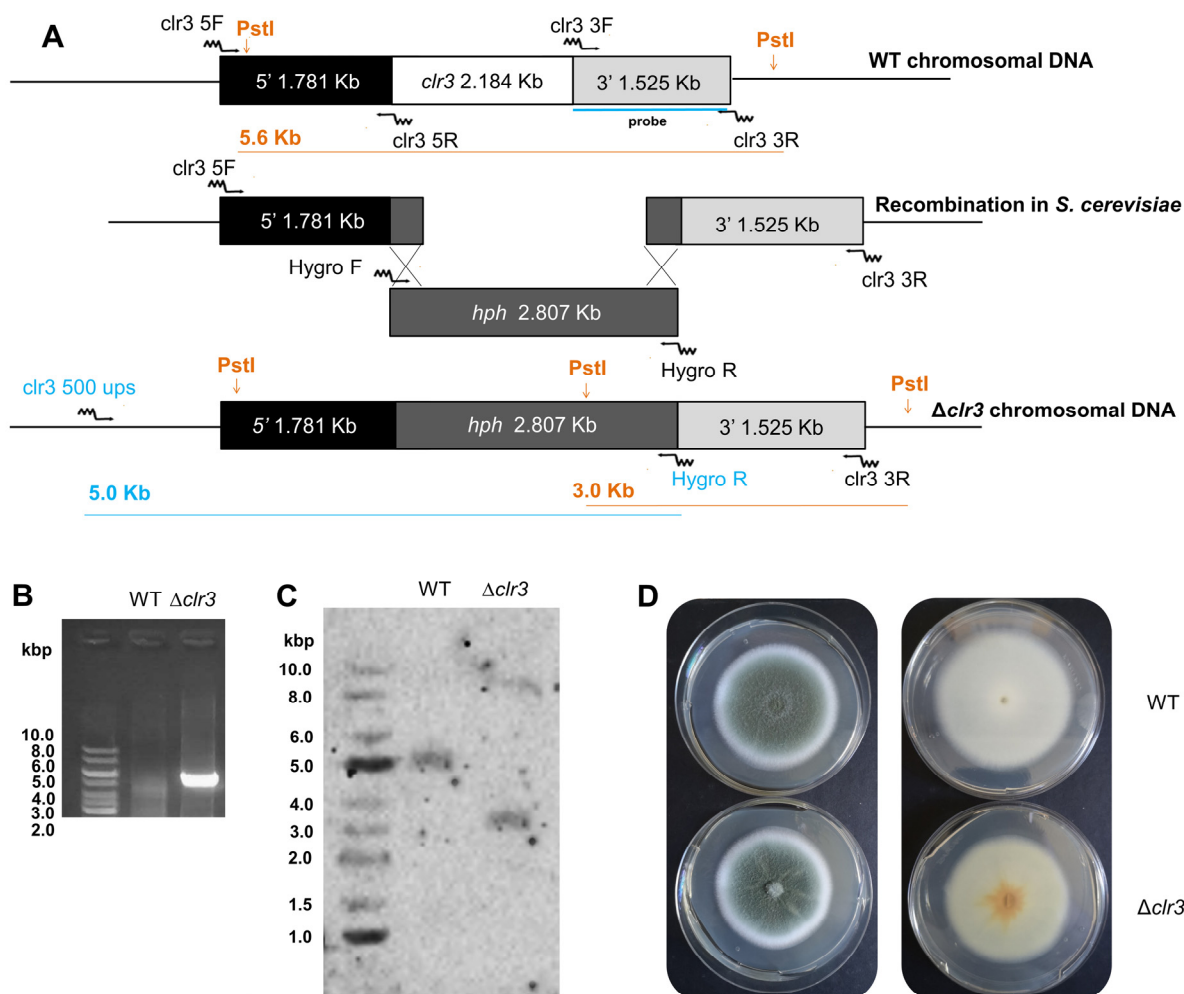 A
clr3 5F
PstI
clr3 3F
PstI
WT chromosomal DNA
5’ 1.781 Kb
clr3 2.184 Kb
3’ 1.525 Kb
probe
5.6 Kb
clr3 5R
clr3 3R
clr3 5F
Recombination in S. cerevisiae
5’ 1.781 Kb
3’ 1.525 Kb
Hygro F
clr3 3R
hph 2.807 Kb
Hygro R
PstI
PstI
PstI
clr3 500 ups
Δclr3 chromosomal DNA
5’ 1.781 Kb
hph 2.807 Kb
3’ 1.525 Kb
Hygro R
clr3 3R
5.0 Kb
3.0 Kb
B
WT Δclr3
kbp
10.0
8.0
6.0
5.0
4.0
3.0
2.0
C
WT Δclr3
kbp
10.0
8.0
6.0
5.0
4.0
3.0
2.0
1.5
1.0
D
WT
Δclr3